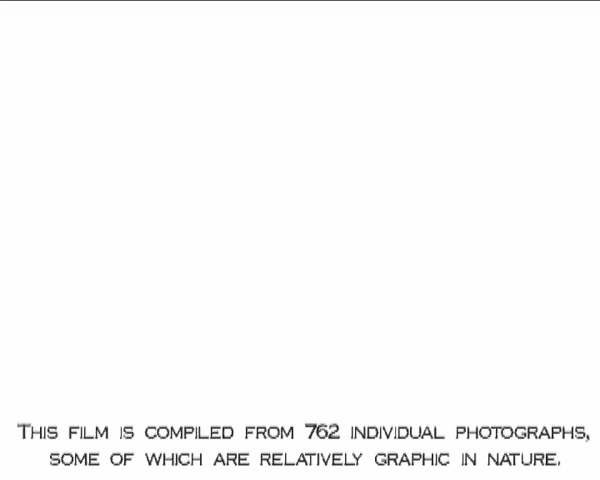 This film is compiled from 762 individual photographs,
some of which are relatively graphic in nature.